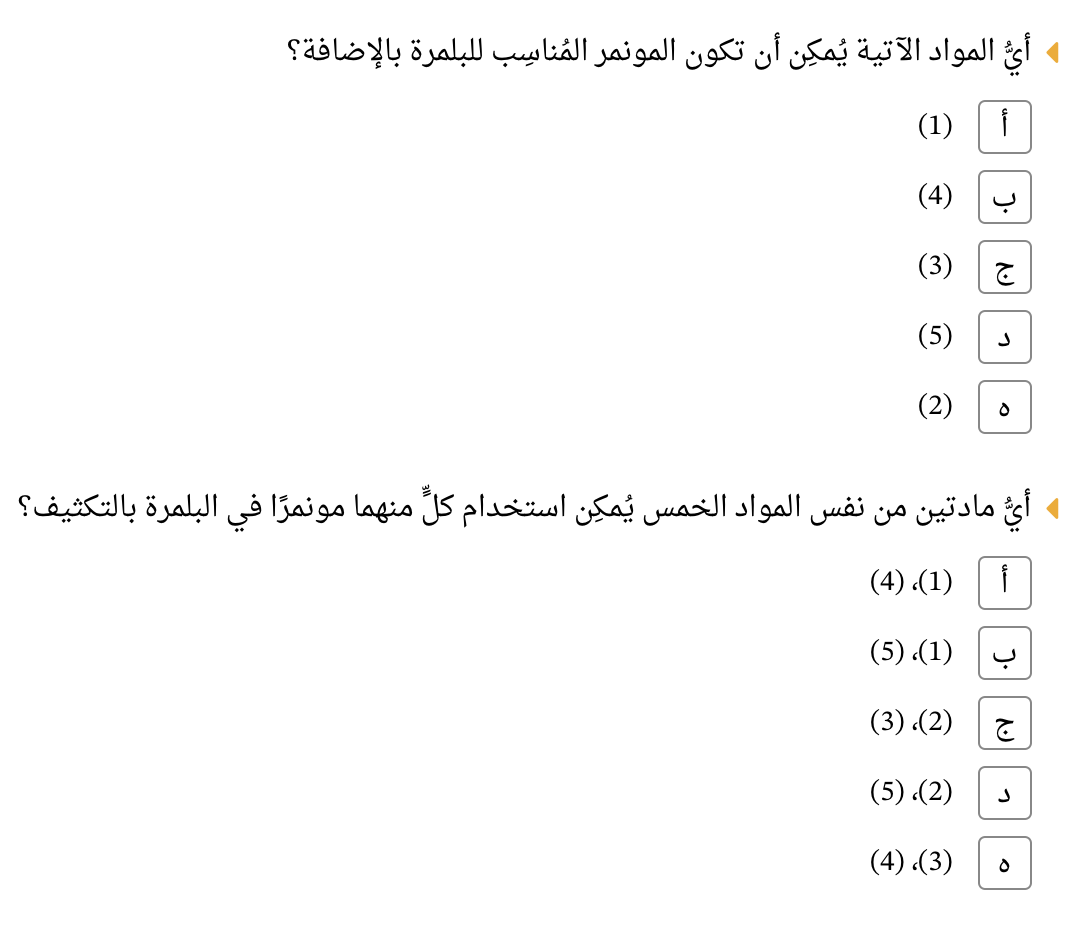 أيُّ المواد الآتية يُمكِن أن تكون المونمر المُناسِب للبلمرة بالإضافة؟
أ (1)
ب (4)
ج (3)
د (5)
ه (2)
أيُّ مادتين من نفس المواد الخمس يُمكِن استخدام كلٍّ منهما مونمرًا في البلمرة بالتكثيف؟
أ (1)، (4)
ب (1)، (5)
ج (2)، (3)
د (2)، (5)
ه (3)، (4)